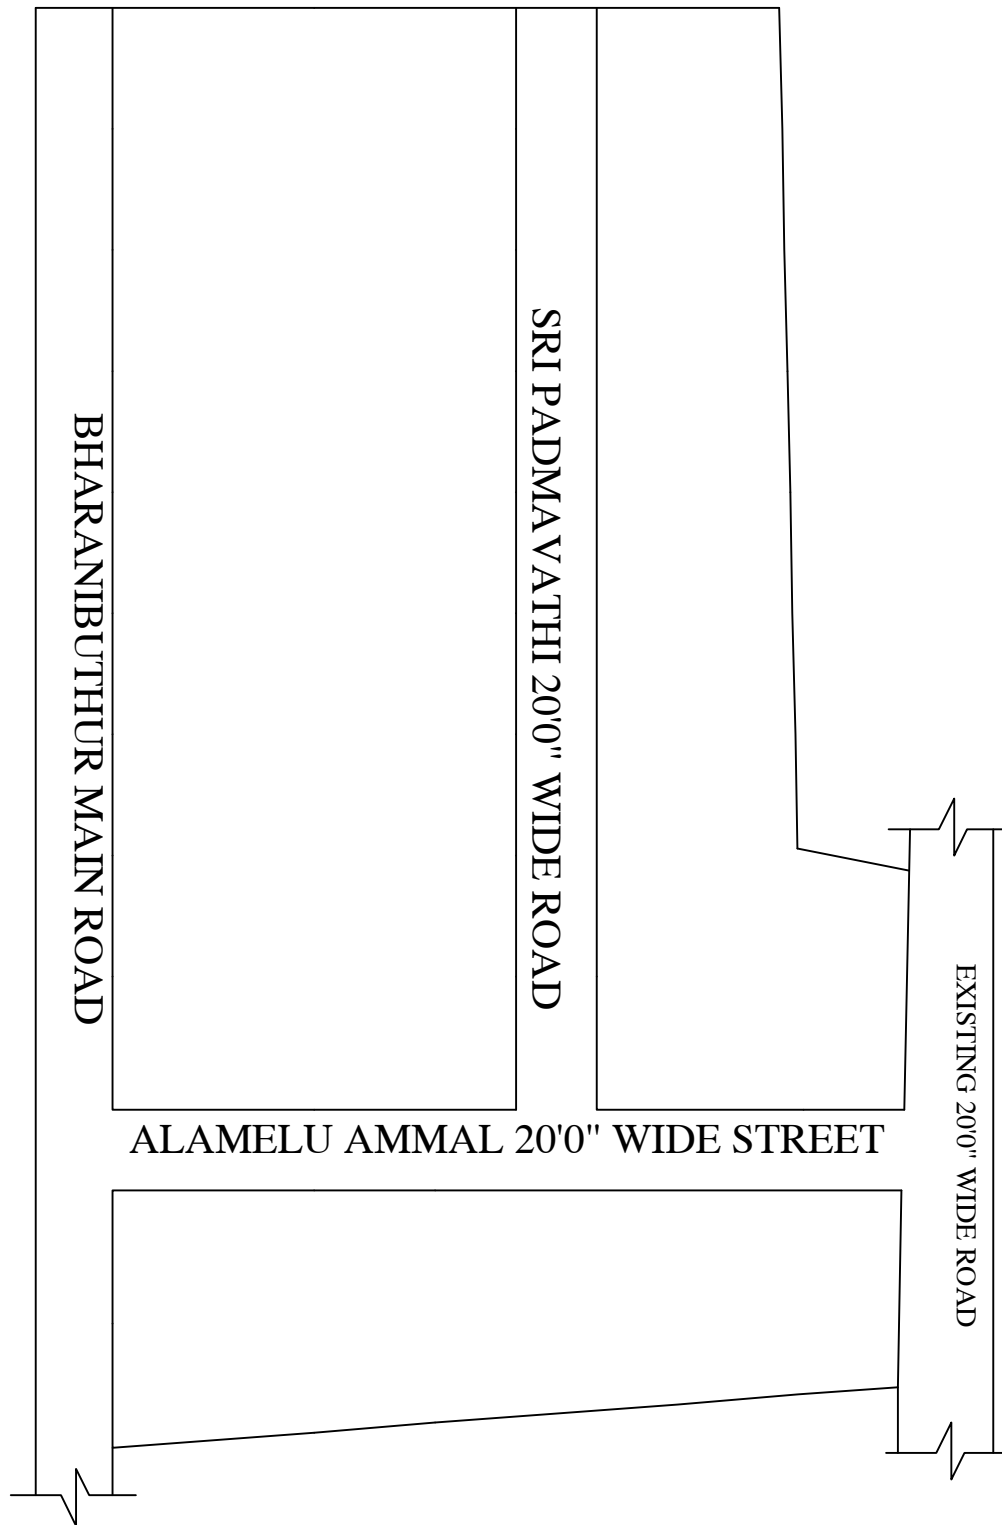 BHARANIBUTHUR MAIN ROAD
SRI PADMAVATHI 20'0" WIDE ROAD
EXISTING 20'0" WIDE ROAD
ALAMELU AMMAL 20'0" WIDE STREET